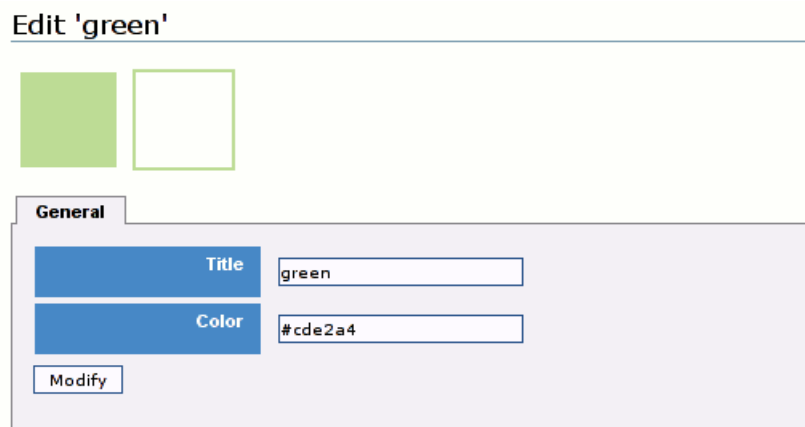 Edit 'green'
General
Title
green
Color
#cde2a4
Modify